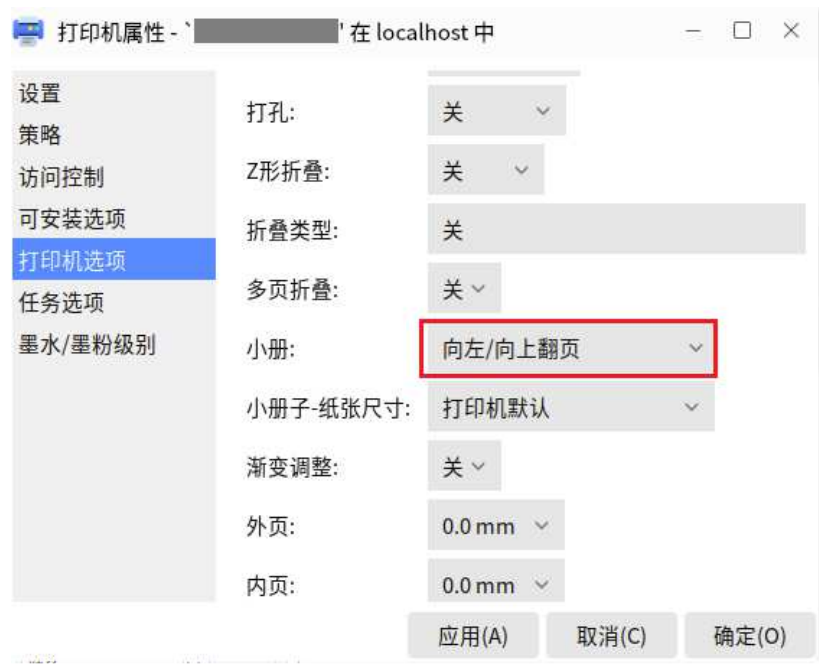 打印机属性 - ` ' 在 localhost 中
设置
策略
访问控制
可安装选项
打印机选项
任务选项
墨水/墨粉级别
打孔: 关
Z形折叠: 关
折叠类型: 关
多页折叠: 关
小册: 向左/向上翻页
小册子-纸张尺寸: 打印机默认
渐变调整: 关
外页: 0.0 mm
内页: 0.0 mm
应用(A) 取消(C) 确定(O)